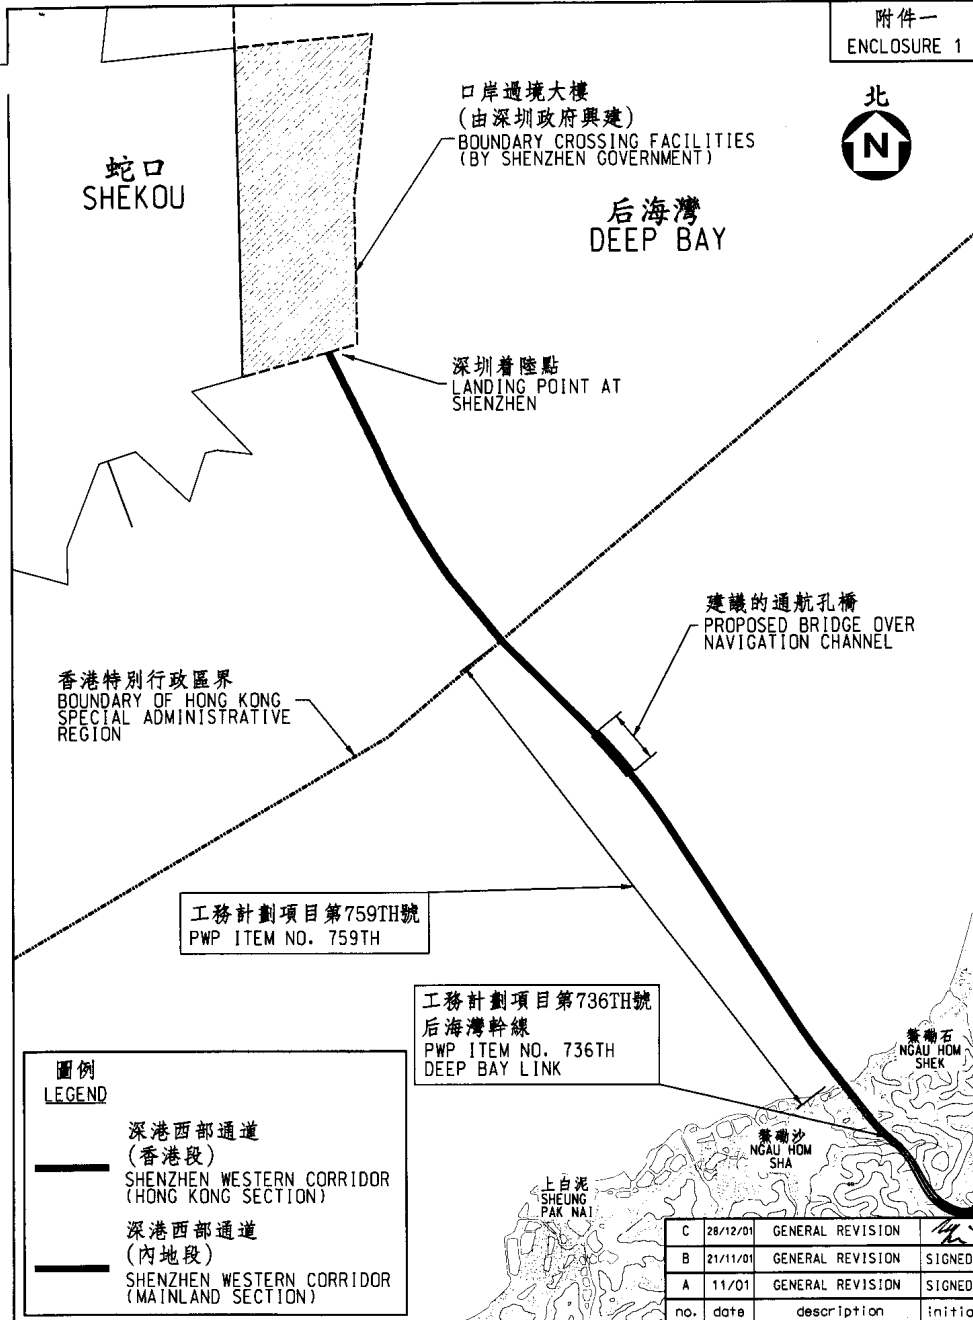 附件一
ENCLOSURE 1
北
N
口岸過境大樓
(由深圳政府興建)
BOUNDARY CROSSING FACILITIES
(BY SHENZHEN GOVERNMENT)
蛇口
SHEKOU
后海灣
DEEP BAY
深圳着陸點
LANDING POINT AT
SHENZHEN
建議的通航孔橋
PROPOSED BRIDGE OVER
NAVIGATION CHANNEL
香港特別行政區界
BOUNDARY OF HONG KONG
SPECIAL ADMINISTRATIVE
REGION
工務計劃項目第759TH號
PWP ITEM NO. 759TH
工務計劃項目第736TH號
后海灣幹線
PWP ITEM NO. 736TH
DEEP BAY LINK
鰲磡石
NGAU HOM
SHEK
鰲磡沙
NGAU HOM
SHA
上白泥
SHEUNG
PAK NAI
圖例
LEGEND
深港西部通道
(香港段)
SHENZHEN WESTERN CORRIDOR
(HONG KONG SECTION)
深港西部通道
(內地段)
SHENZHEN WESTERN CORRIDOR
(MAINLAND SECTION)
C 28/12/01 GENERAL REVISION
B 21/11/01 GENERAL REVISION SIGNED
A 11/01 GENERAL REVISION SIGNED
no. date description initia